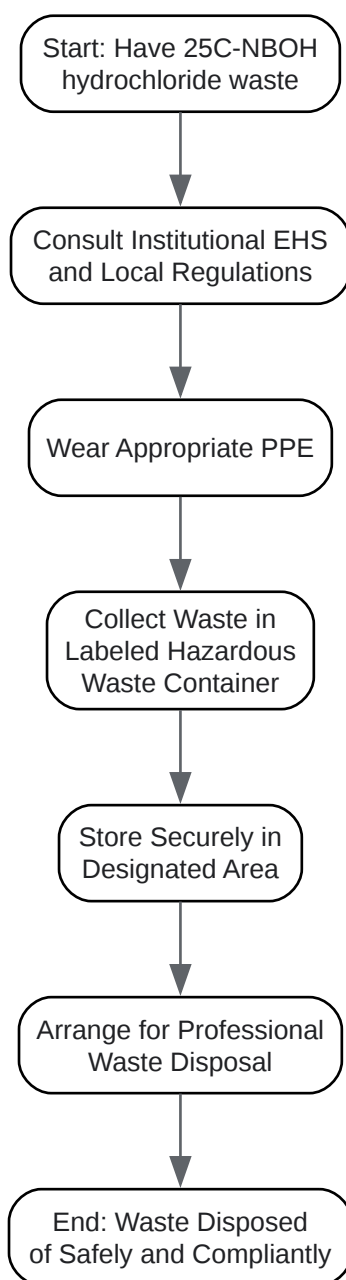 Start: Have 25C-NBOH
hydrochloride waste
Consult Institutional EHS
and Local Regulations
Wear Appropriate PPE
Collect Waste in
Labeled Hazardous
Waste Container
Store Securely in
Designated Area
Arrange for Professional
Waste Disposal
End: Waste Disposed
of Safely and Compliantly